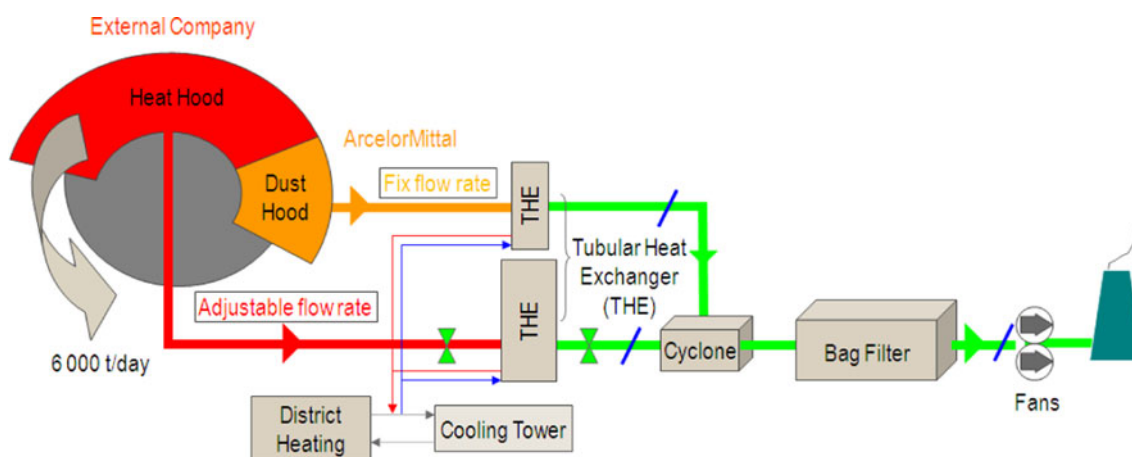 External Company
Heat Hood
ArcelorMittal
Dust
Hood
Fix flow rate
THE
Tubular Heat
Exchanger
(THE)
Adjustable flow rate
THE
Cyclone
Bag Filter
6 000 t/day
Fans
District
Heating
Cooling Tower